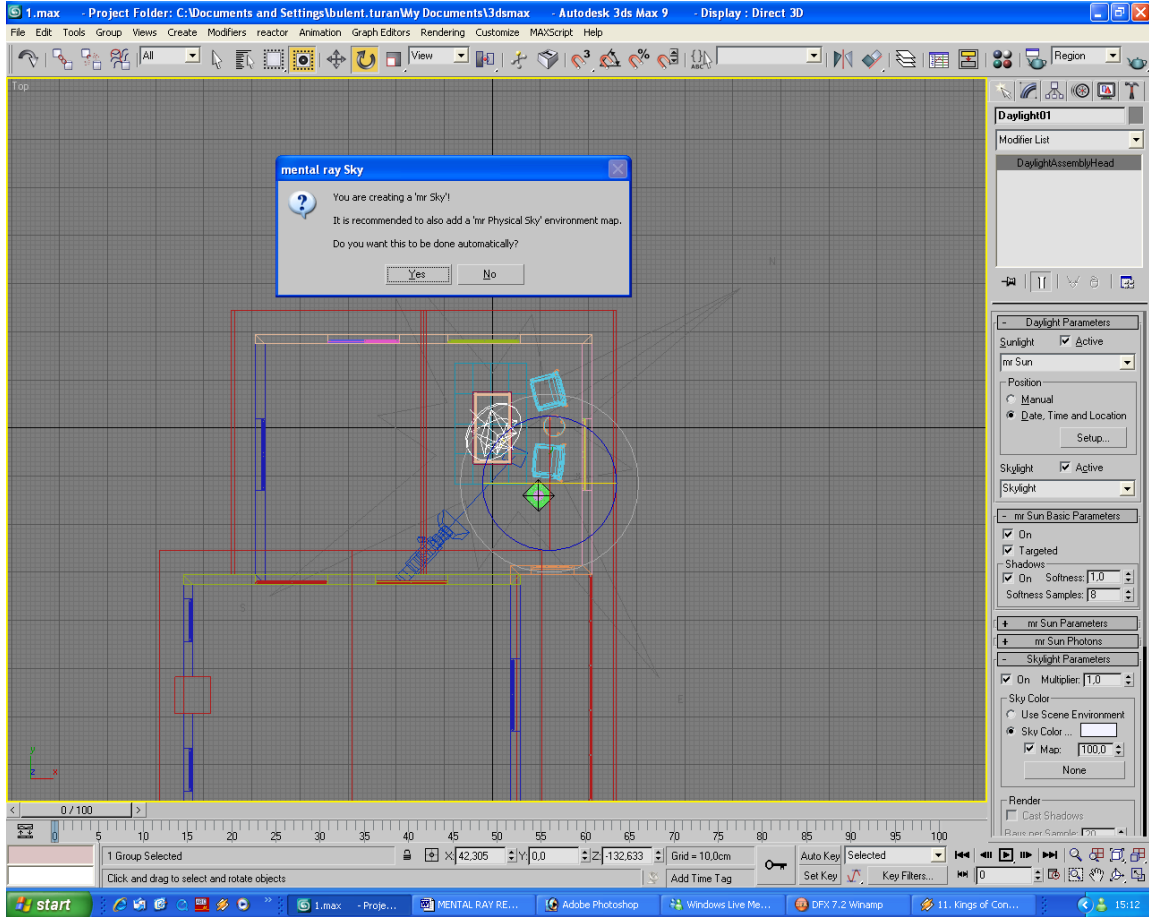 1.max - Project Folder: C:\Documents and Settings\bulent.turan\My Documents\3dsmax - Autodesk 3ds Max 9 - Display : Direct 3D
File Edit Tools Group Views Create Modifiers reactor Animation Graph Editors Rendering Customize MAXScript Help
All View Region
Top
Daylight01
Modifier List
DaylightAssemblyHead
mental ray Sky
You are creating a 'mr Sky'!
It is recommended to also add a 'mr Physical Sky' environment map.
Do you want this to be done automatically?
Yes No
N
S
E
- Daylight Parameters
Sunlight Active
mr Sun
Position
Manual
Date, Time and Location
Setup...
Skylight Active
Skylight
- mr Sun Basic Parameters
On
Targeted
Shadows
On Softness: 1,0
Softness Samples: 8
+ mr Sun Parameters
+ mr Sun Photons
- Skylight Parameters
On Multiplier: 1,0
Sky Color
Use Scene Environment
Sky Color ...
Map: 100,0
None
Render
Cast Shadows
Rays per Sample: 20
y
z x
< 0 / 100 >
0 5 10 15 20 25 30 35 40 45 50 55 60 65 70 75 80 85 90 95 100
1 Group Selected X: 42,305 Y: 0,0 Z: -132,633 Grid = 10,0cm Auto Key Selected
Click and drag to select and rotate objects Add Time Tag Set Key Key Filters... 0
start 1.max - Proje... MENTAL RAY RE... Adobe Photoshop Windows Live Me... DFX 7.2 Winamp 11. Kings of Con... 15:12